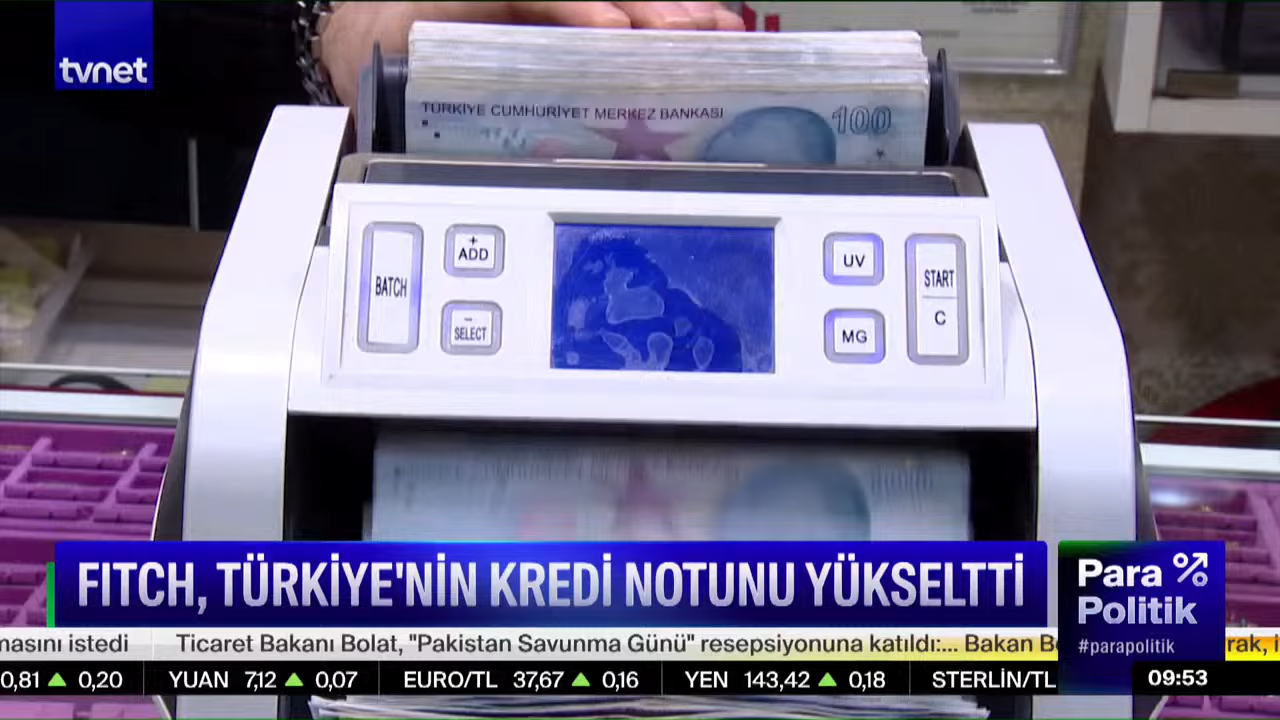 tvnet
TÜRKİYE CUMHURİYET MERKEZ BANKASI
100
BATCH
+
ADD
−
SELECT
UV
MG
START
C
FITCH, TÜRKİYE'NİN KREDİ NOTUNU YÜKSELTTİ
Para
Politik
#parapolitik
masını istedi Ticaret Bakanı Bolat, "Pakistan Savunma Günü" resepsiyonuna katıldı:... Bakan
0,81 ▲ 0,20 YUAN 7,12 ▲ 0,07 EURO/TL 37,67 ▲ 0,16 YEN 143,42 ▲ 0,18 STERLİN/TL
09:53